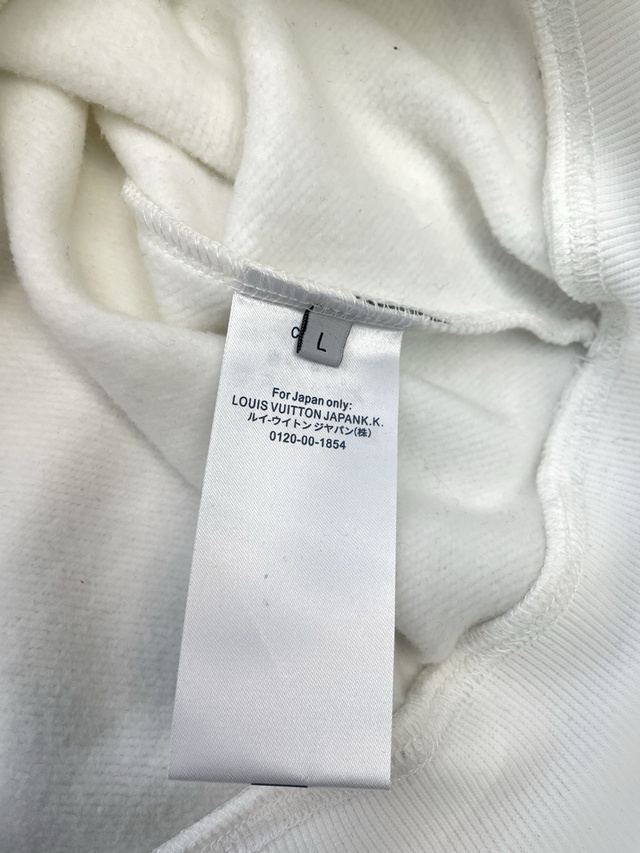 L
For Japan only:
LOUIS VUITTON JAPANK.K.
ルイ-ウイトン ジヤパン(株)
0120-00-1854